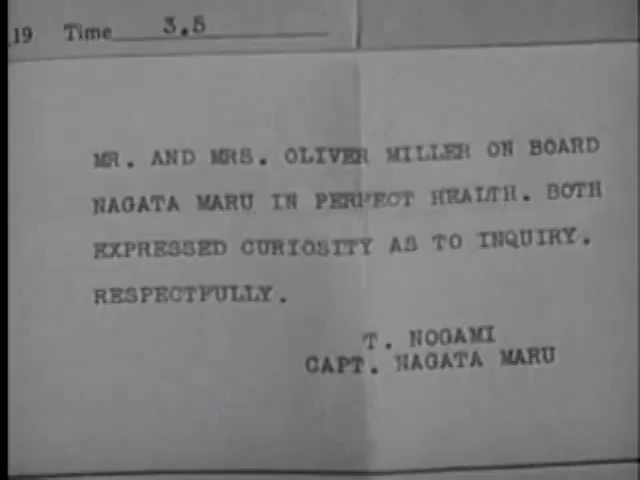 19 Time 3.5
MR. AND MRS. OLIVER MILLER ON BOARD
NAGATA MARU IN PERFECT HEALTH. BOTH
EXPRESSED CURIOSITY AS TO INQUIRY.
RESPECTFULLY.
T. NOGAMI
CAPT. NAGATA MARU